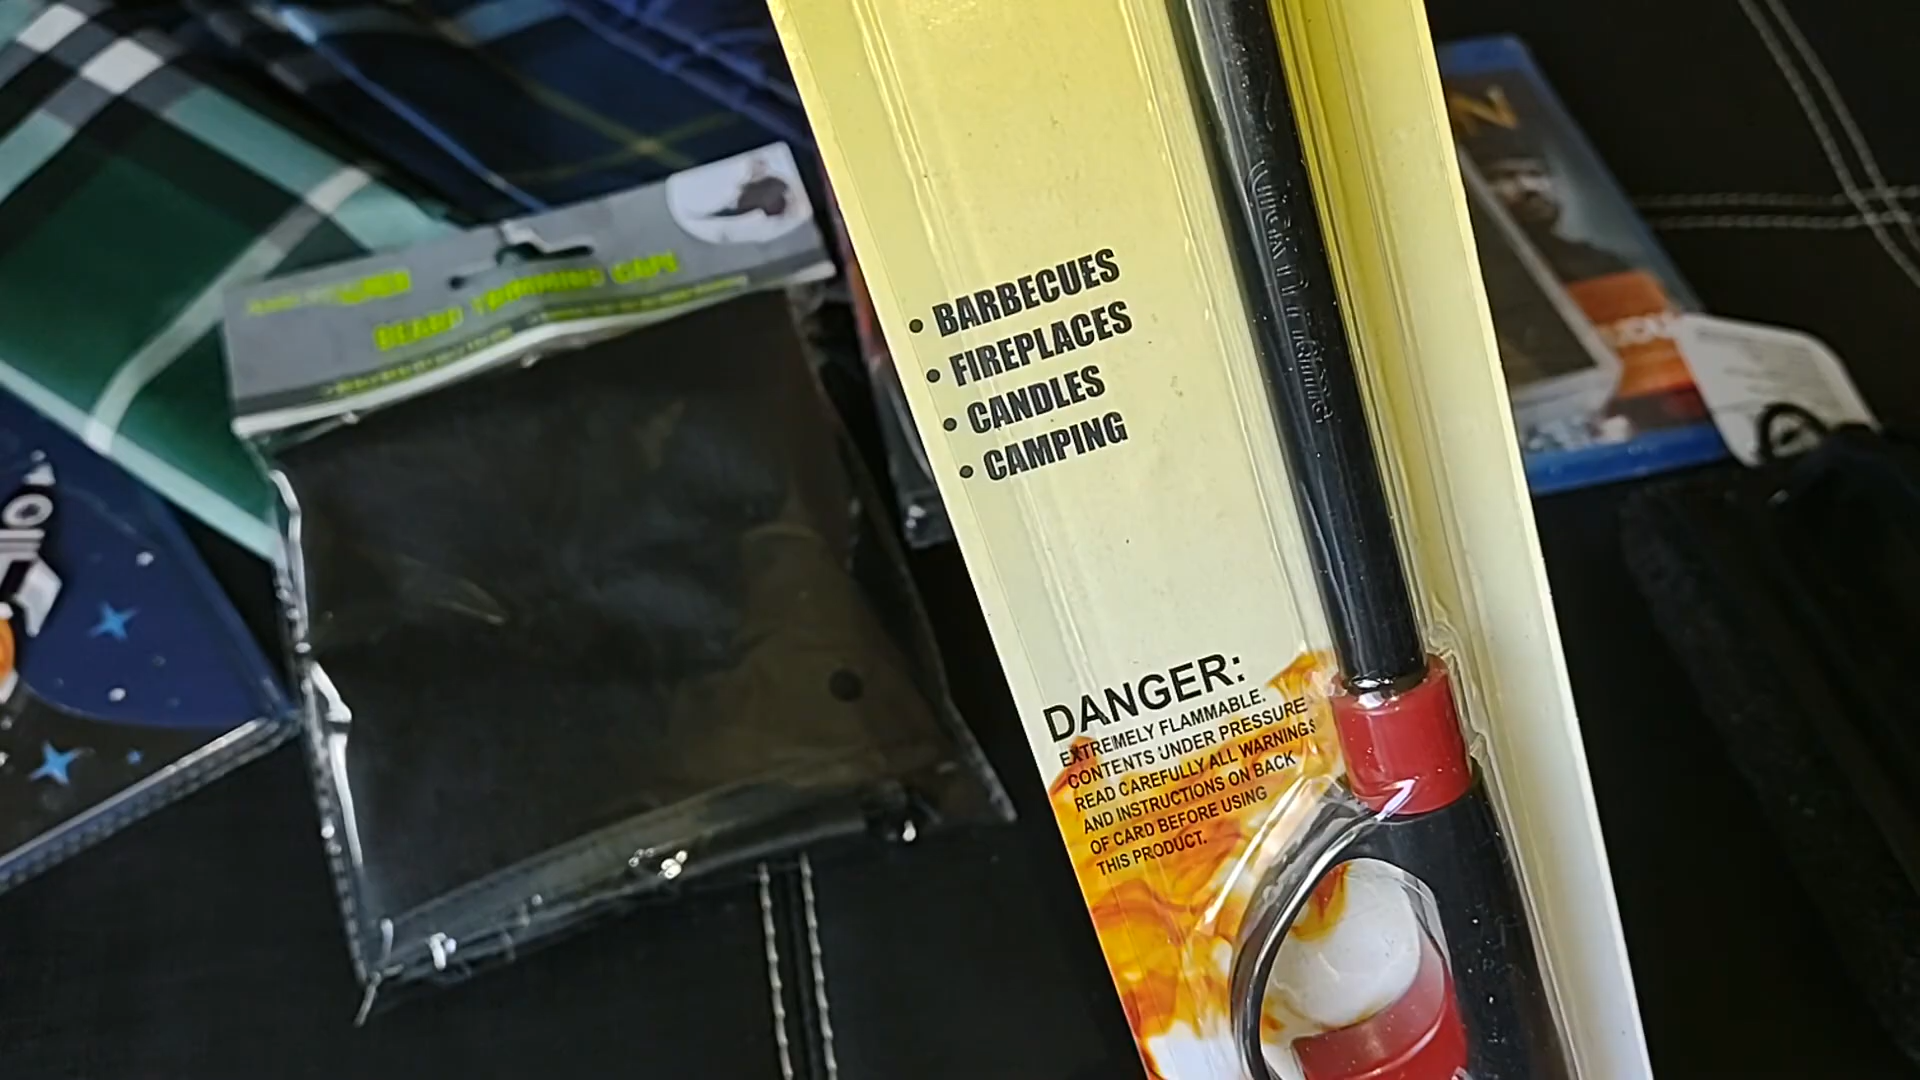 BEARD TRIMMING CAPE
• BARBECUES
• FIREPLACES
• CANDLES
• CAMPING
DANGER:
EXTREMELY FLAMMABLE.
CONTENTS UNDER PRESSURE
READ CAREFULLY ALL WARNINGS
AND INSTRUCTIONS ON BACK
OF CARD BEFORE USING
THIS PRODUCT.